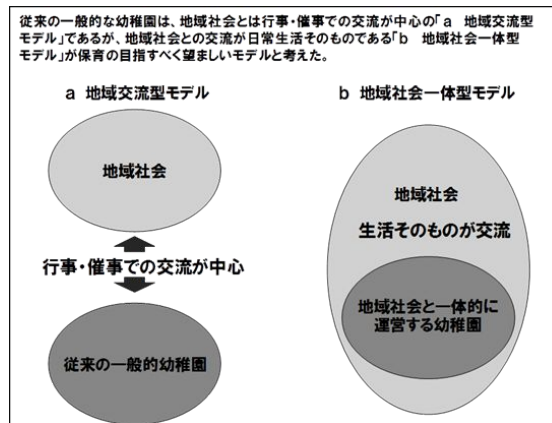 従来の一般的な幼稚園は、地域社会とは行事・催事での交流が中心の「a　地域交流型
モデル」であるが、地域社会との交流が日常生活そのものである「b　地域社会一体型
モデル」が保育の目指すべく望ましいモデルと考えた。
a　地域交流型モデル
地域社会
行事・催事での交流が中心
従来の一般的幼稚園
b　地域社会一体型モデル
地域社会
生活そのものが交流
地域社会と一体的に
運営する幼稚園